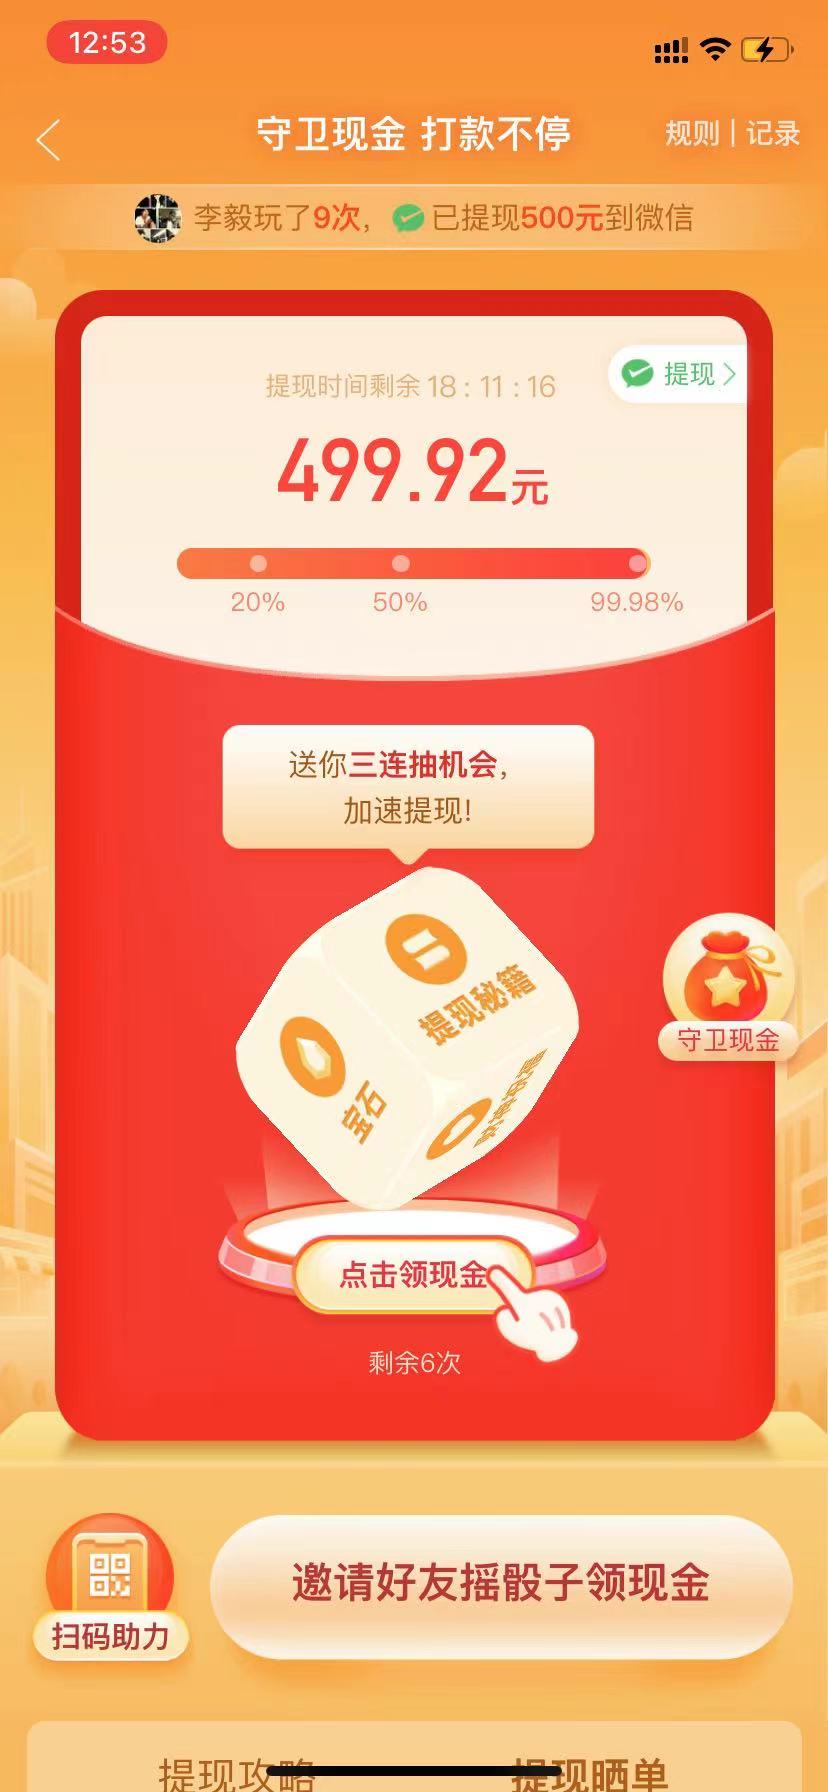 12:53
守卫现金 打款不停
规则 | 记录
李毅玩了9次，已提现500元到微信
提现时间剩余 18 : 11 : 16
提现
499.92元
20% 50% 99.98%
送你三连抽机会，
加速提现!
提现秘籍
宝石
守卫现金
点击领现金
剩余6次
邀请好友摇骰子领现金
扫码助力
提现攻略 提现晒单